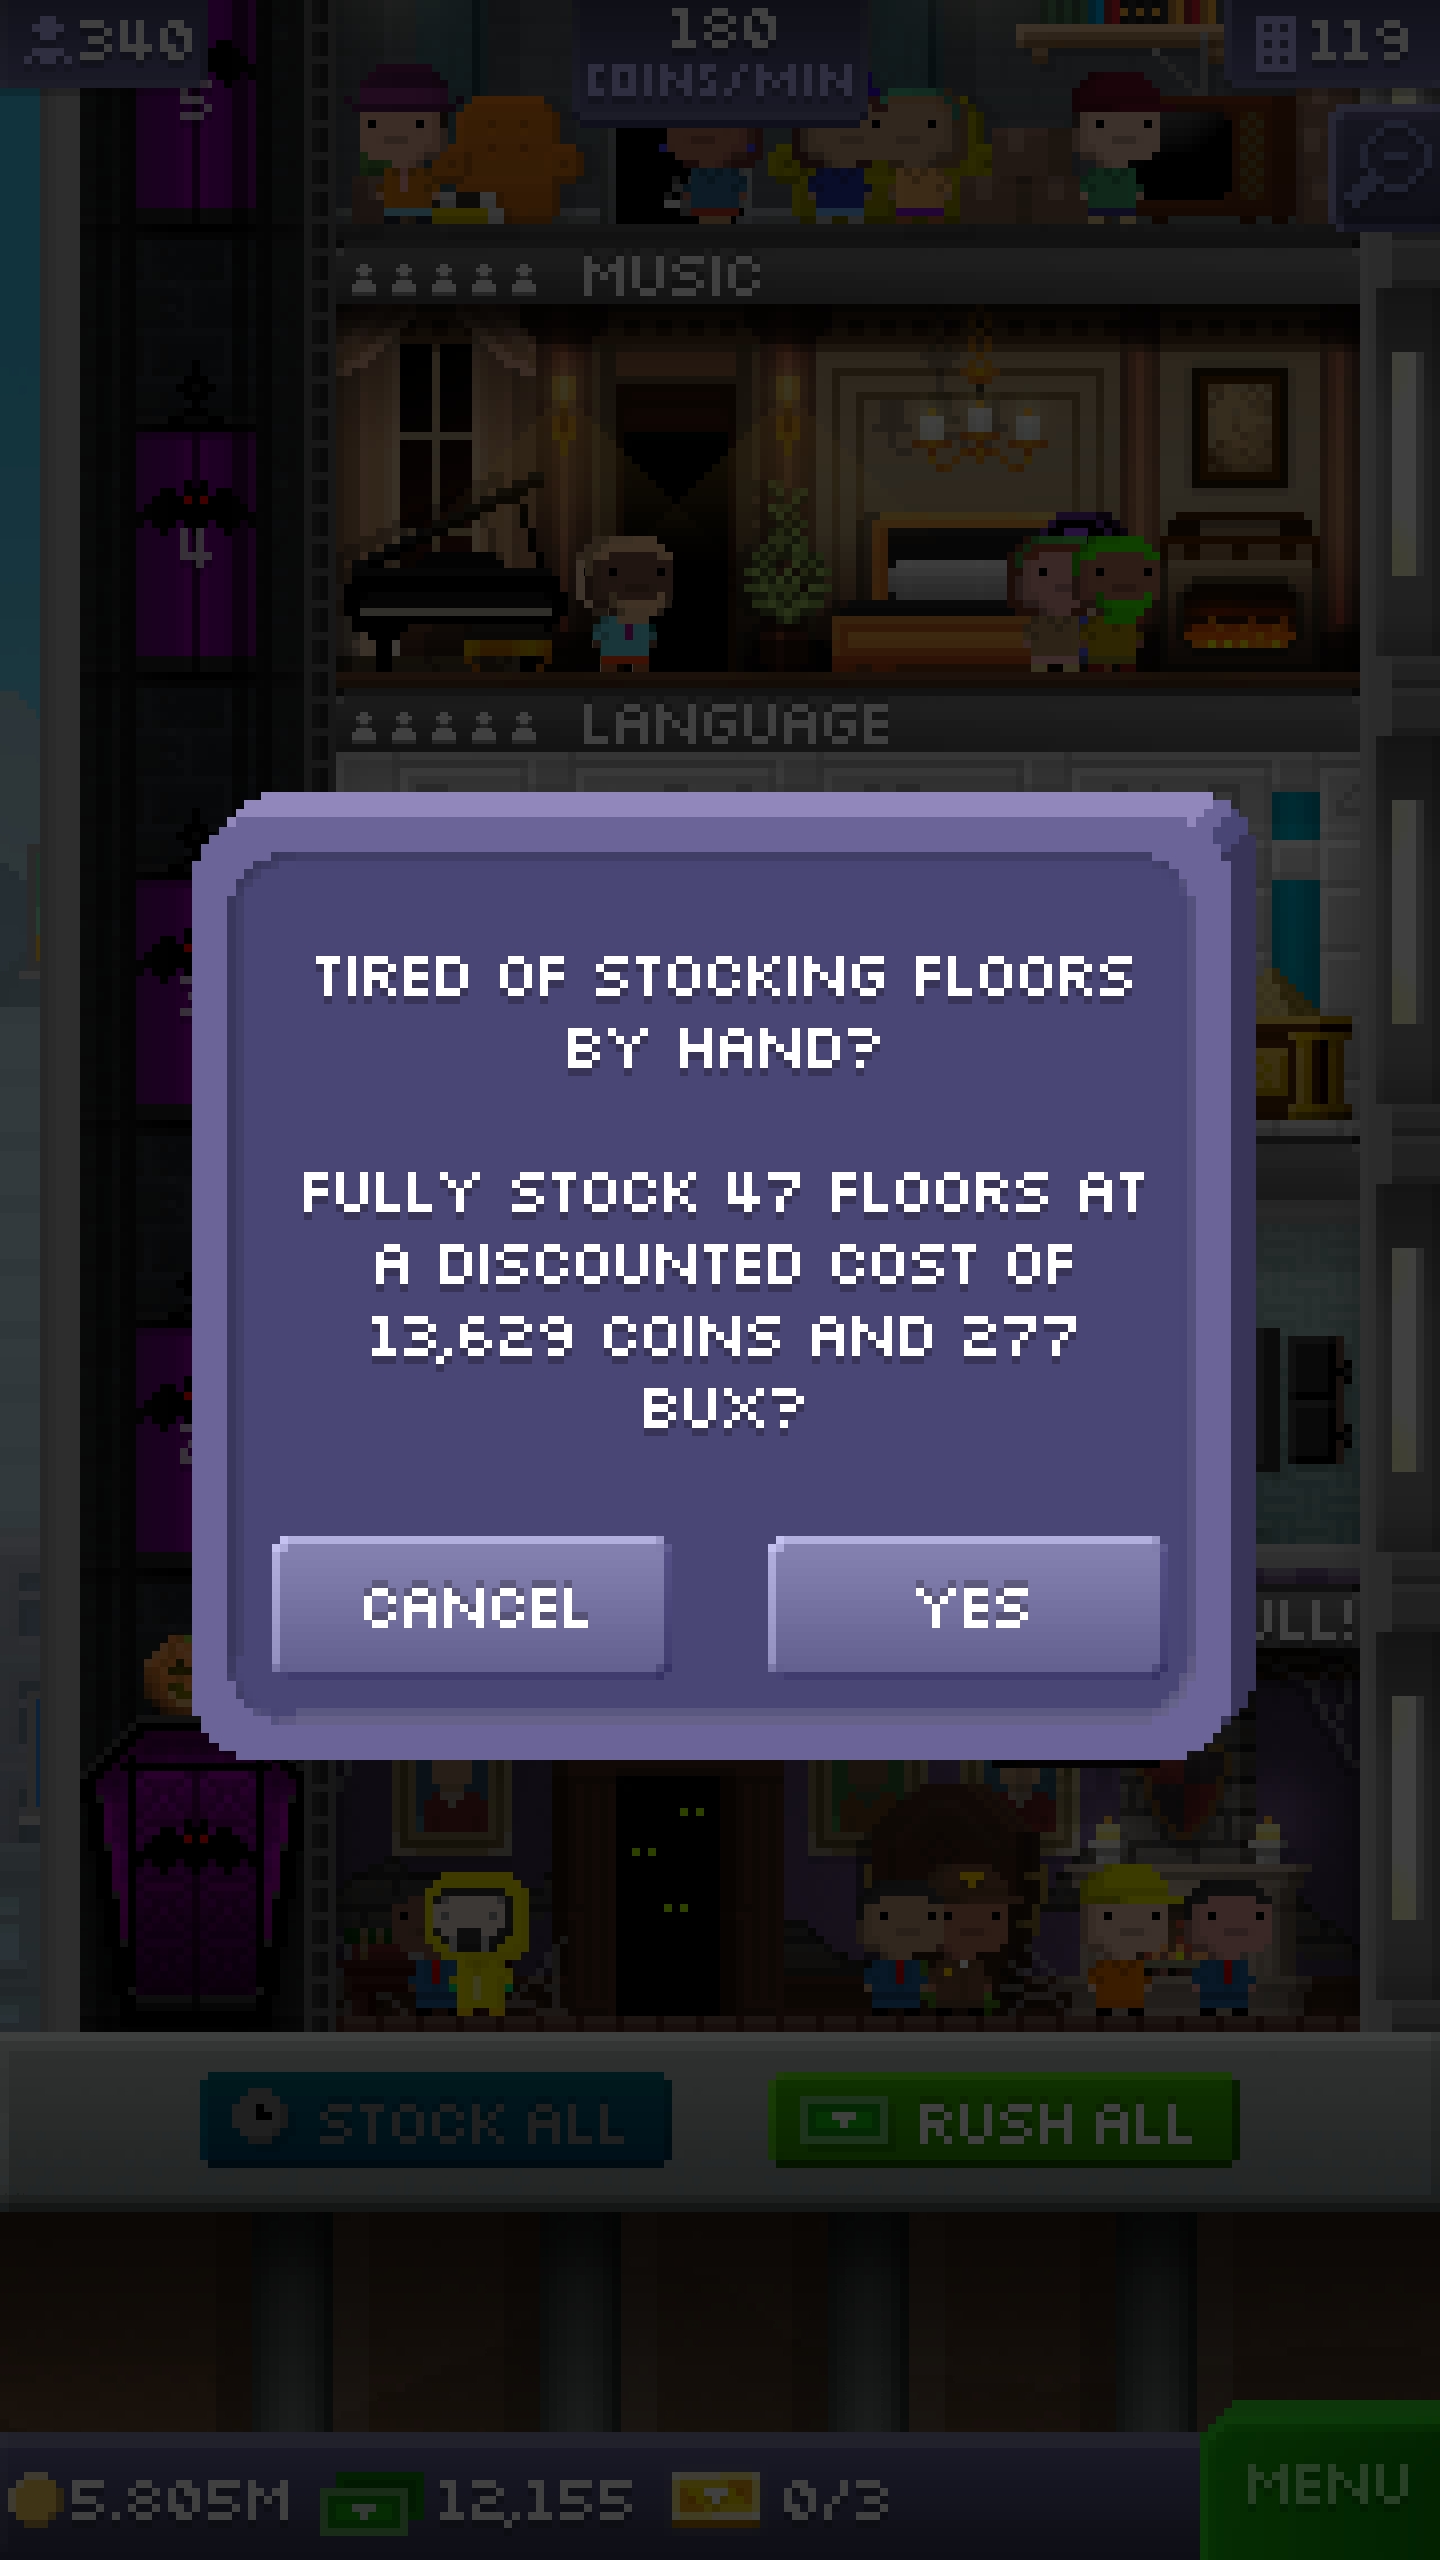 340
180
COINS/MIN
119
5
MUSIC
4
LANGUAGE
TIRED OF STOCKING FLOORS
BY HAND?
FULLY STOCK 47 FLOORS AT
A DISCOUNTED COST OF
13,629 COINS AND 277
BUX?
CANCEL
YES
STOCK ALL
RUSH ALL
5.805M
12,155
0/3
MENU